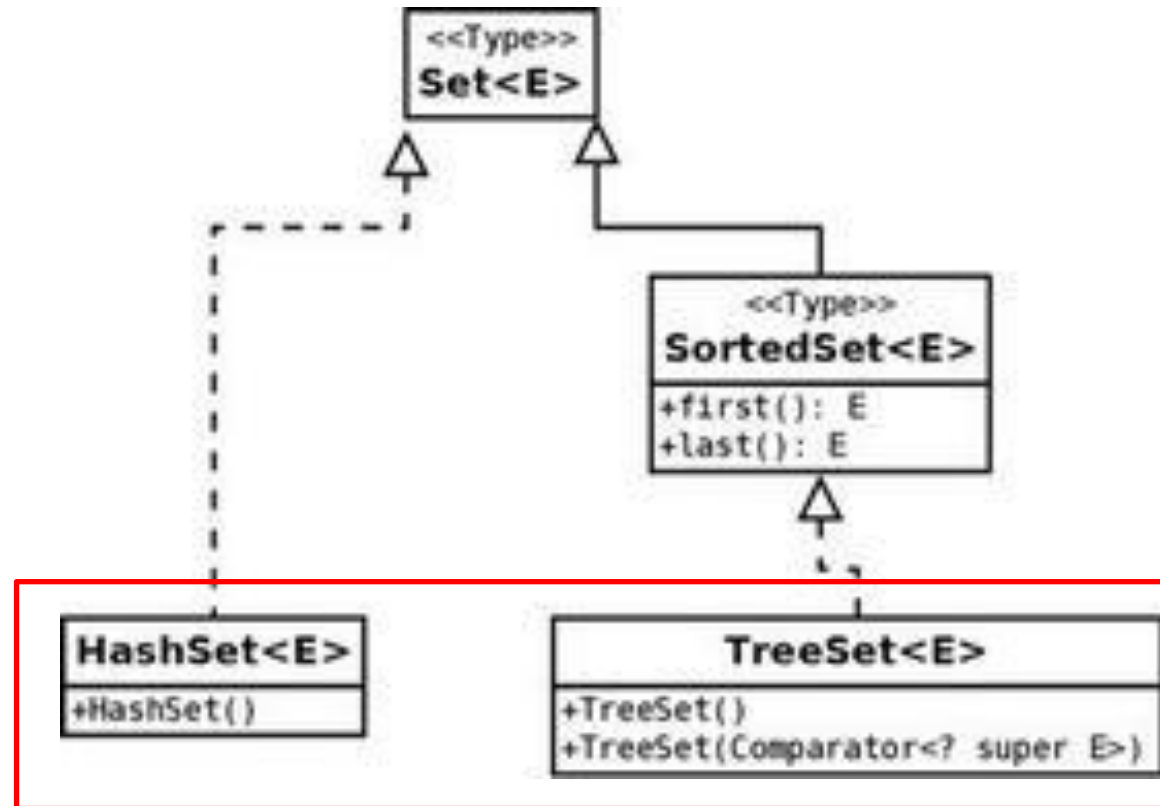 <<Type>>
Set<E>
<<Type>>
SortedSet<E>
+first(): E
+last(): E
HashSet<E>
+HashSet()
TreeSet<E>
+TreeSet()
+TreeSet(Comparator<? super E>)